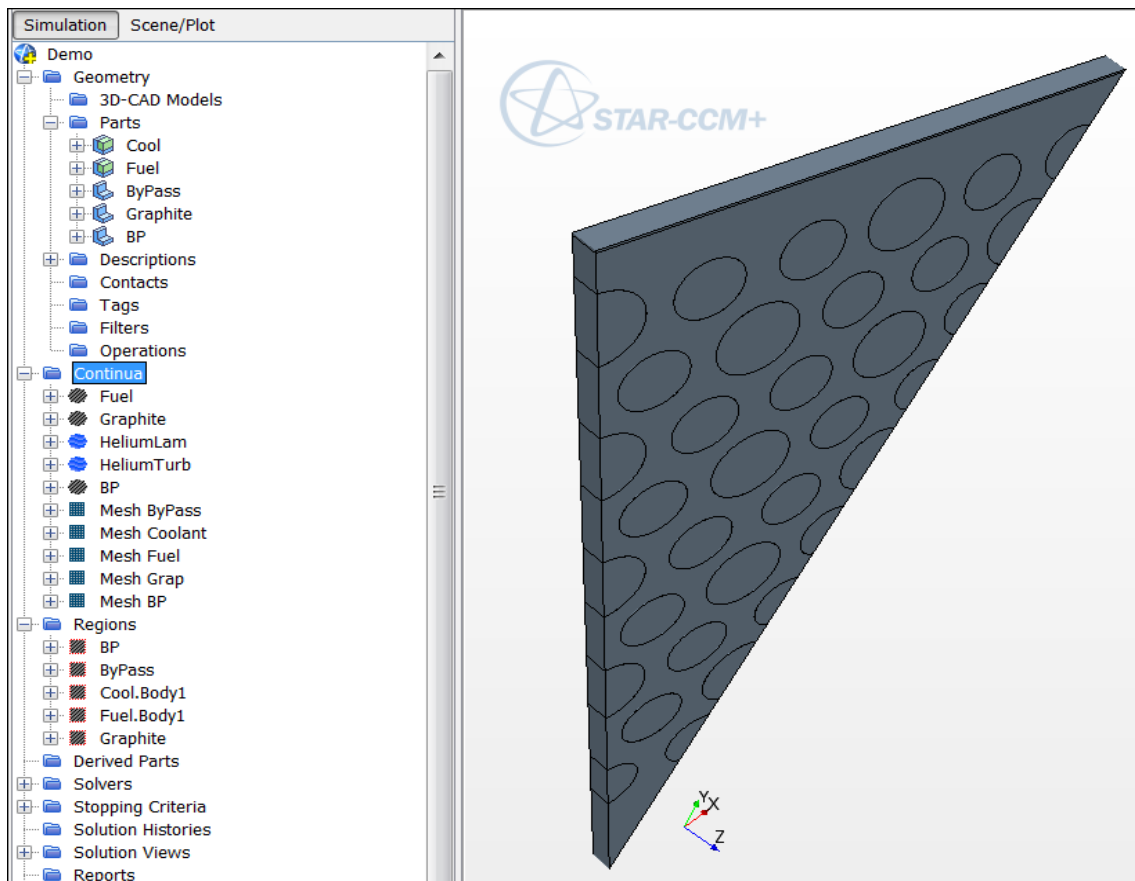 Simulation Scene/Plot
Demo
Geometry
3D-CAD Models
Parts
Cool
Fuel
ByPass
Graphite
BP
Descriptions
Contacts
Tags
Filters
Operations
Continua
Fuel
Graphite
HeliumLam
HeliumTurb
BP
Mesh ByPass
Mesh Coolant
Mesh Fuel
Mesh Grap
Mesh BP
Regions
BP
ByPass
Cool.Body1
Fuel.Body1
Graphite
Derived Parts
Solvers
Stopping Criteria
Solution Histories
Solution Views
Reports
STAR-CCM+
Y
X
Z